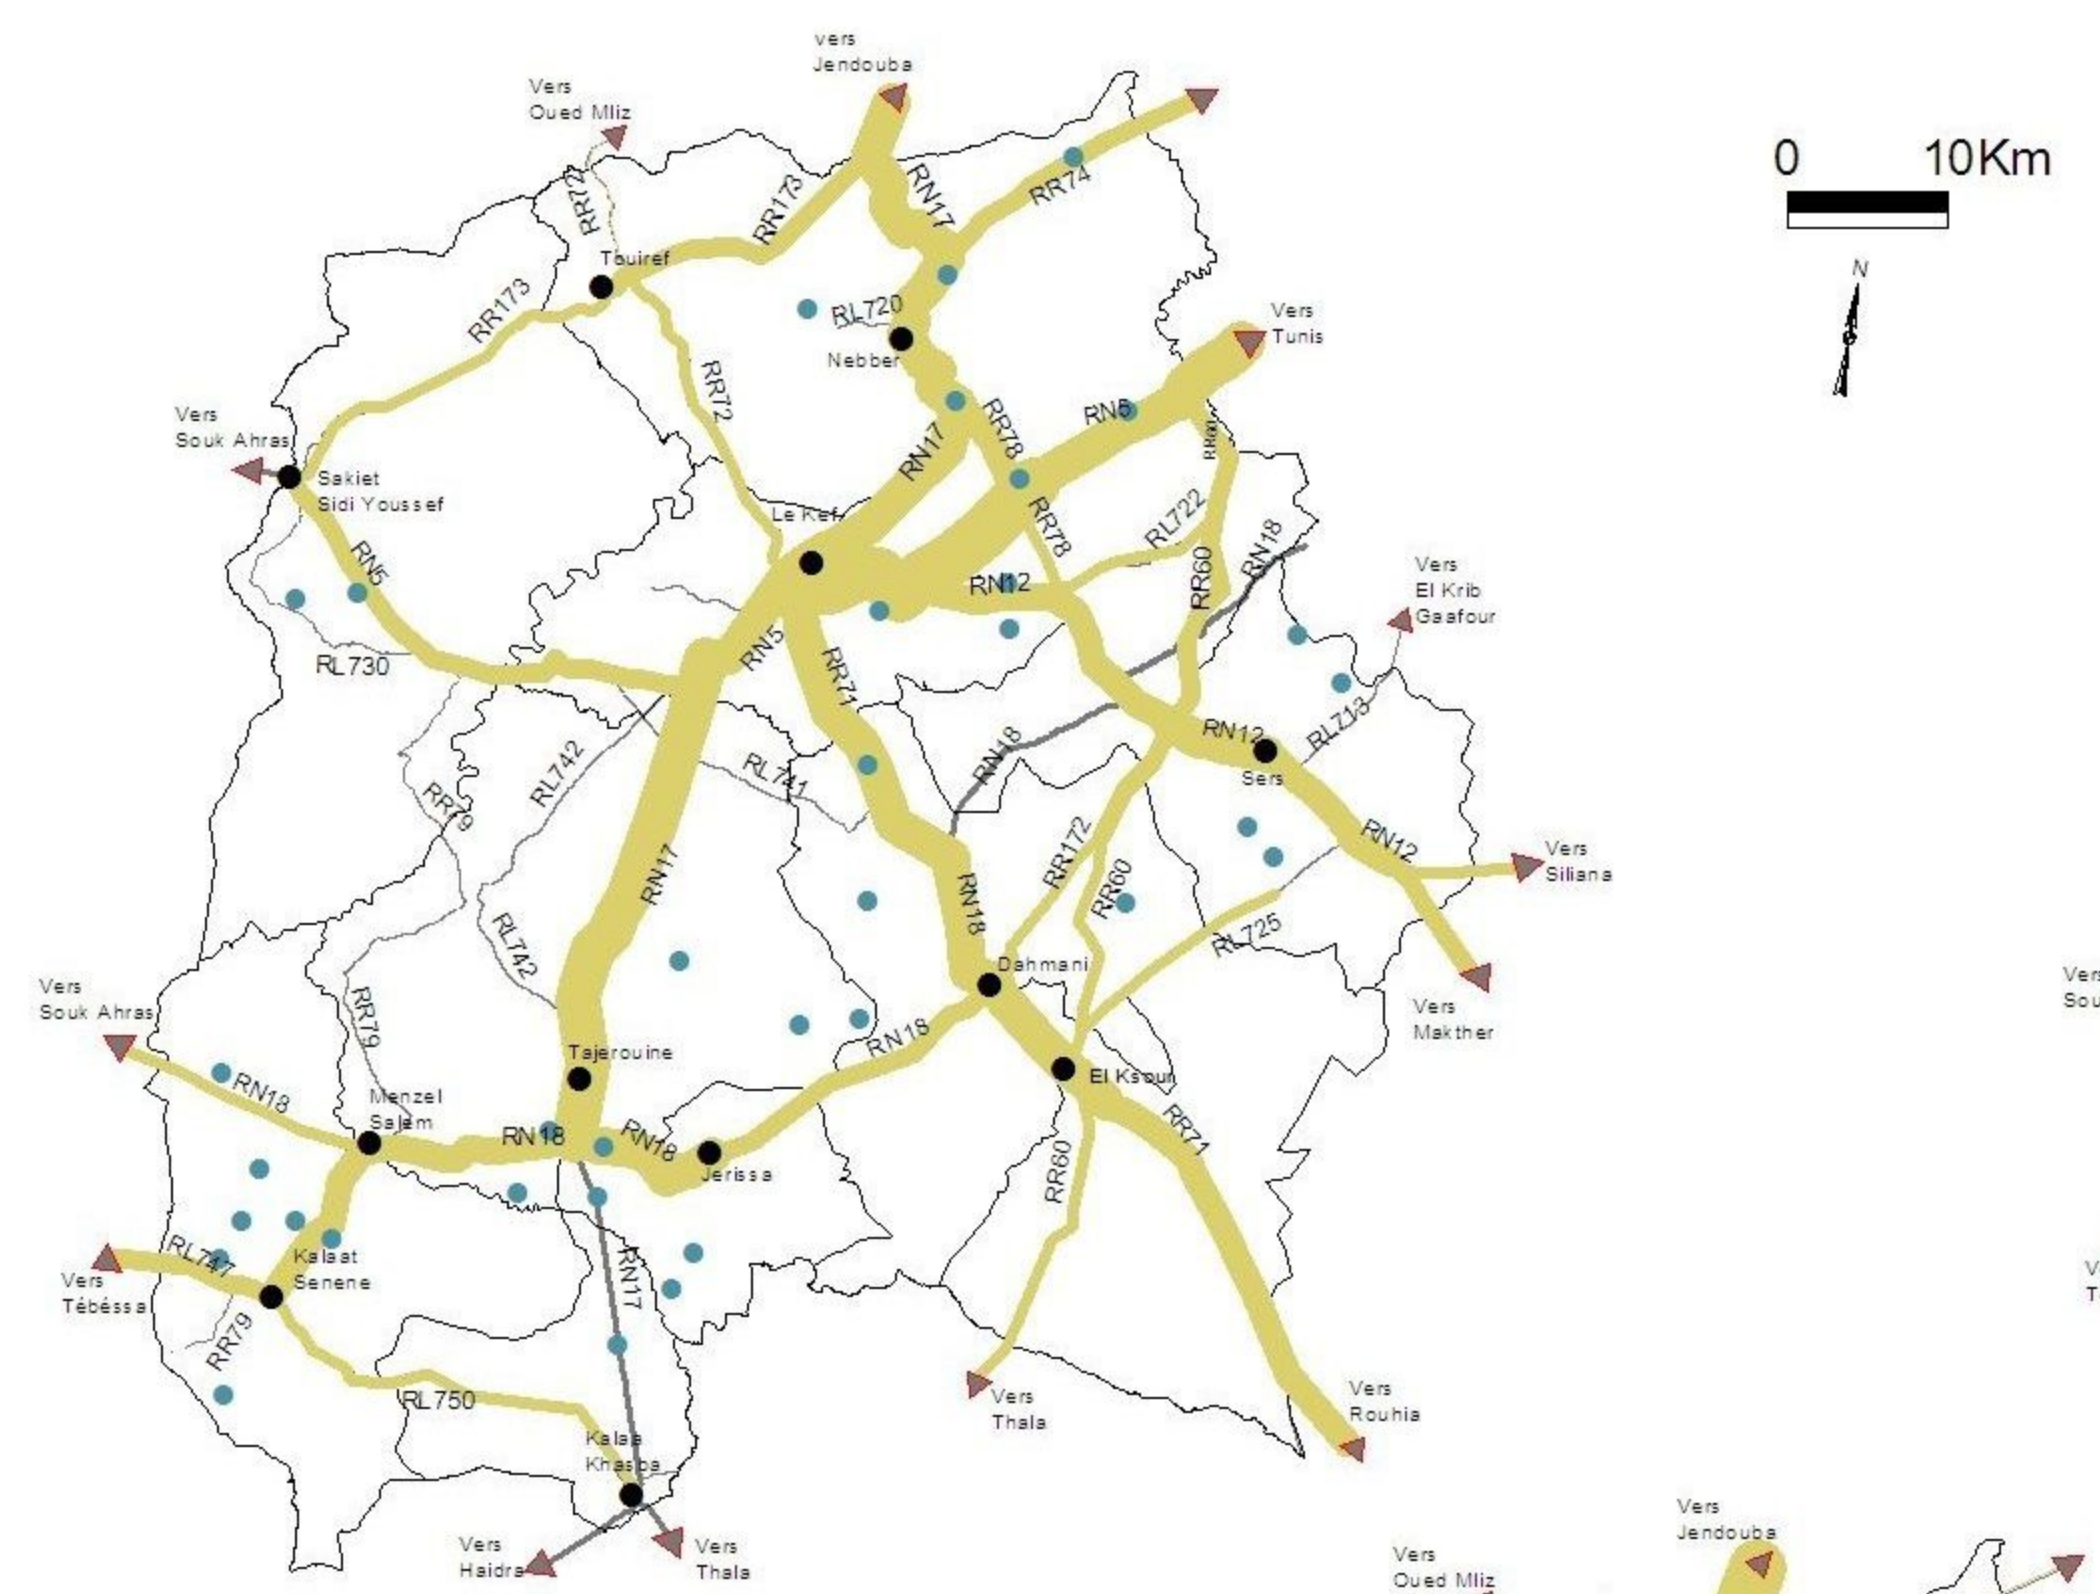 vers
Jendouba
Vers
Oued Mliz
0 10Km
N
RR72
RR173
RN17
RR74
Touiref
RR173
RL720
Nebber
Vers
Tunis
RR72
RN17
RR78
RN5
Vers
Souk Ahras
Sakiet
Sidi Youssef
Le Kef
RR78
RL722
RN18
RN5
RN12
RR60
Vers
El Krib
Gaafour
RL730
RN5
RR71
RL742
RL741
RN18
RN12
RL713
Sers
RR79
RN17
RR172
RR60
RN12
Vers
Siliana
RL742
RN18
RL725
Dahmani
Vers
Souk Ahras
RR79
RN18
Vers
Makther
Vers
Sou
Tajerouine
El Ksour
RN18
Menzel
Salem
RN18
RN18
Jerissa
RR71
RR60
RL747
Kalaat
Senene
Vers
Tébéssa
RN17
RR79
RL750
Vers
Thala
Vers
Rouhia
Kalaa
Khasba
Vers
Haidra
Vers
Thala
Vers
Jendouba
Vers
Oued Mliz